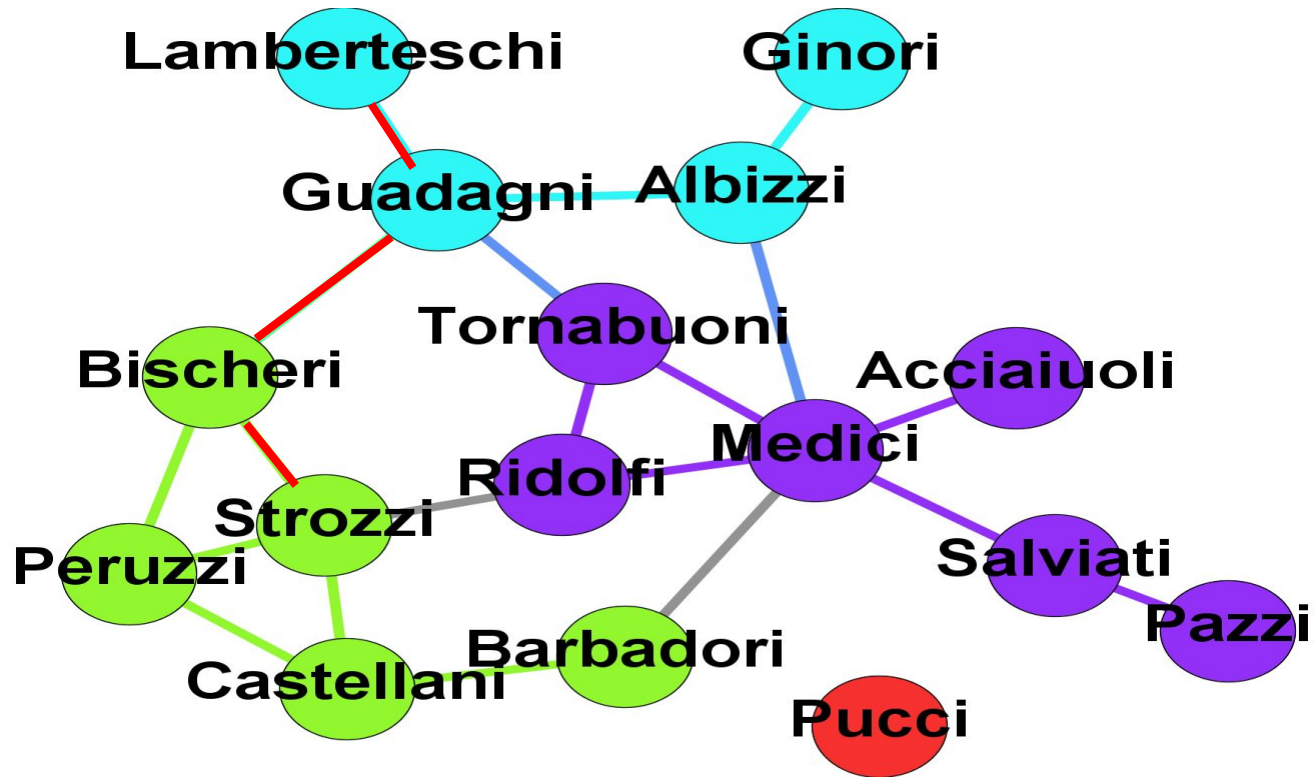 Lamberteschi
Ginori
Guadagni
Albizzi
Tornabuoni
Bischeri
Acciaiuoli
Medici
Ridolfi
Strozzi
Peruzzi
Salviati
Pazzi
Barbadori
Castellani
Pucci